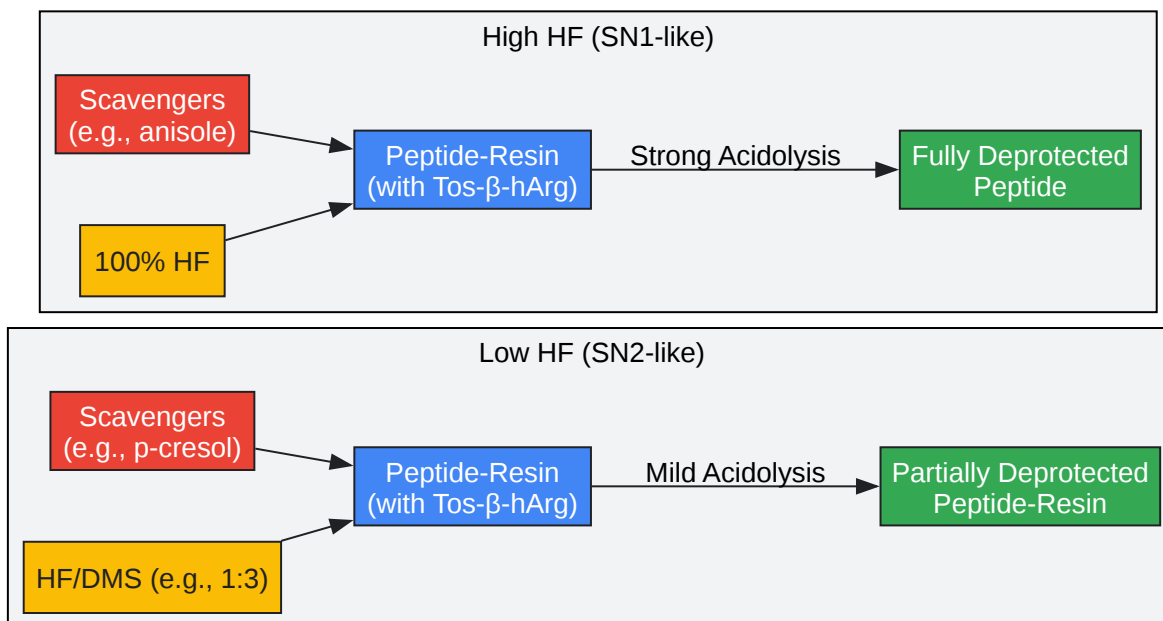 High HF (SN1-like)
Scavengers
(e.g., anisole)
Peptide-Resin
(with Tos-β-hArg)
Strong Acidolysis
Fully Deprotected
Peptide
100% HF
Low HF (SN2-like)
Scavengers
(e.g., p-cresol)
Peptide-Resin
(with Tos-β-hArg)
Mild Acidolysis
Partially Deprotected
Peptide-Resin
HF/DMS (e.g., 1:3)